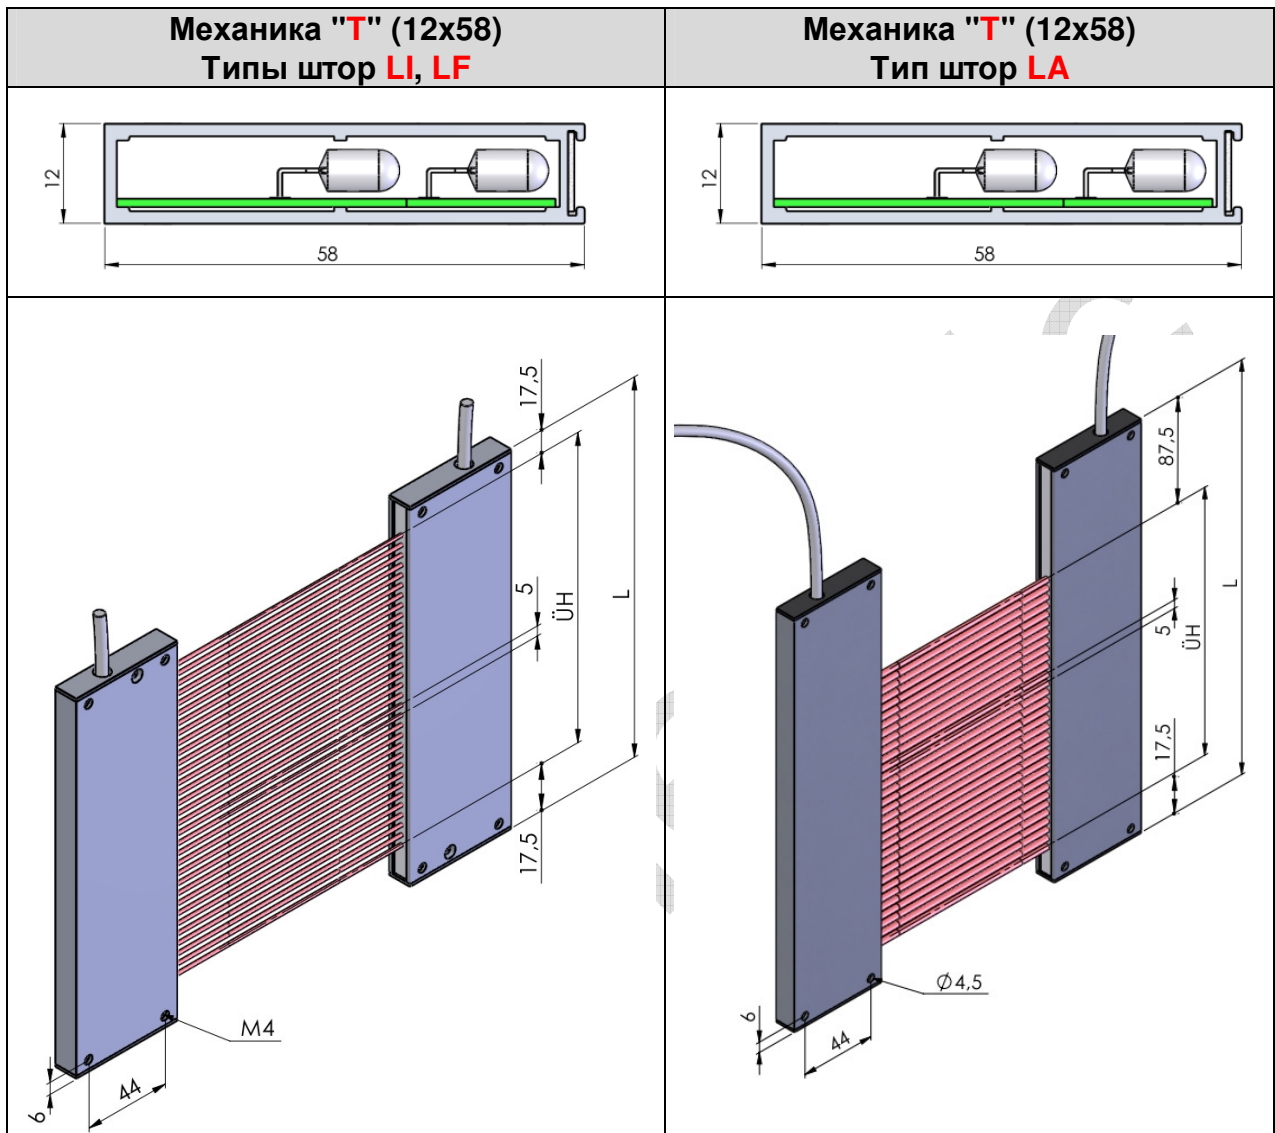 Механика "T" (12x58)
Типы штор LI, LF
Механика "T" (12x58)
Тип штор LA
12
58
12
58
17,5
5
ÜH
L
17,5
M4
6
44
87,5
5
ÜH
L
17,5
Ø4,5
6
44